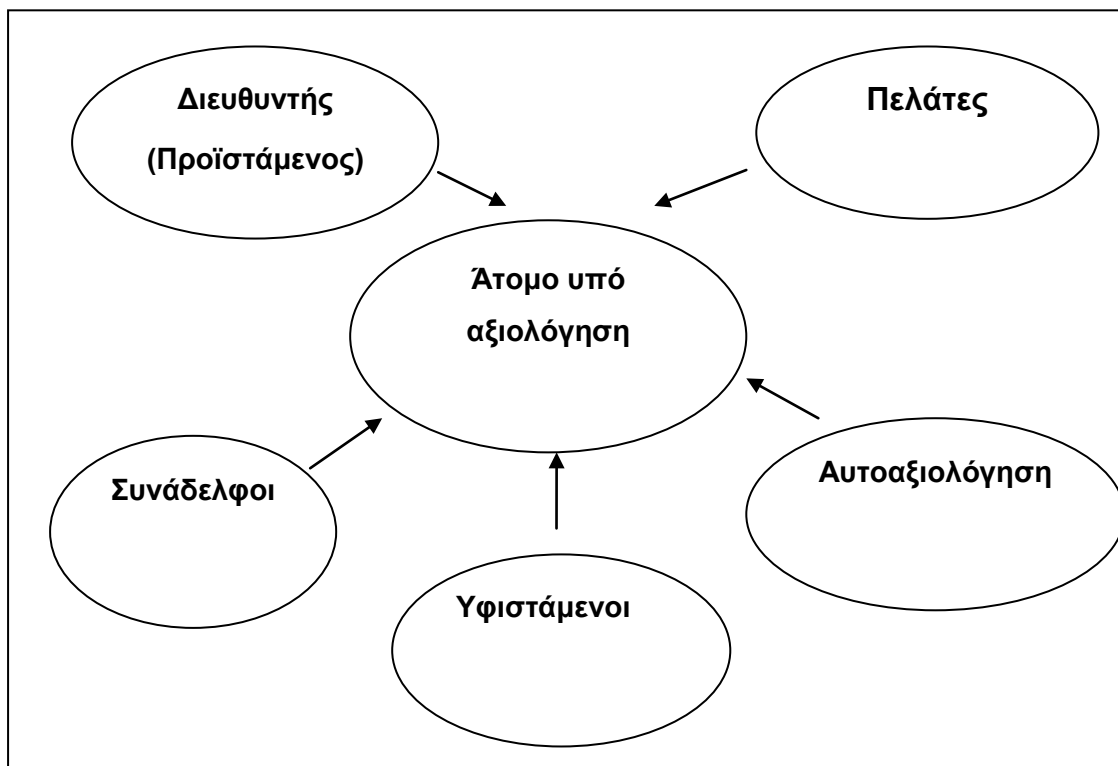 Διευθυντής
(Προϊστάμενος)
Πελάτες
Άτομο υπό
αξιολόγηση
Συνάδελφοι
Αυτοαξιολόγηση
Υφιστάμενοι